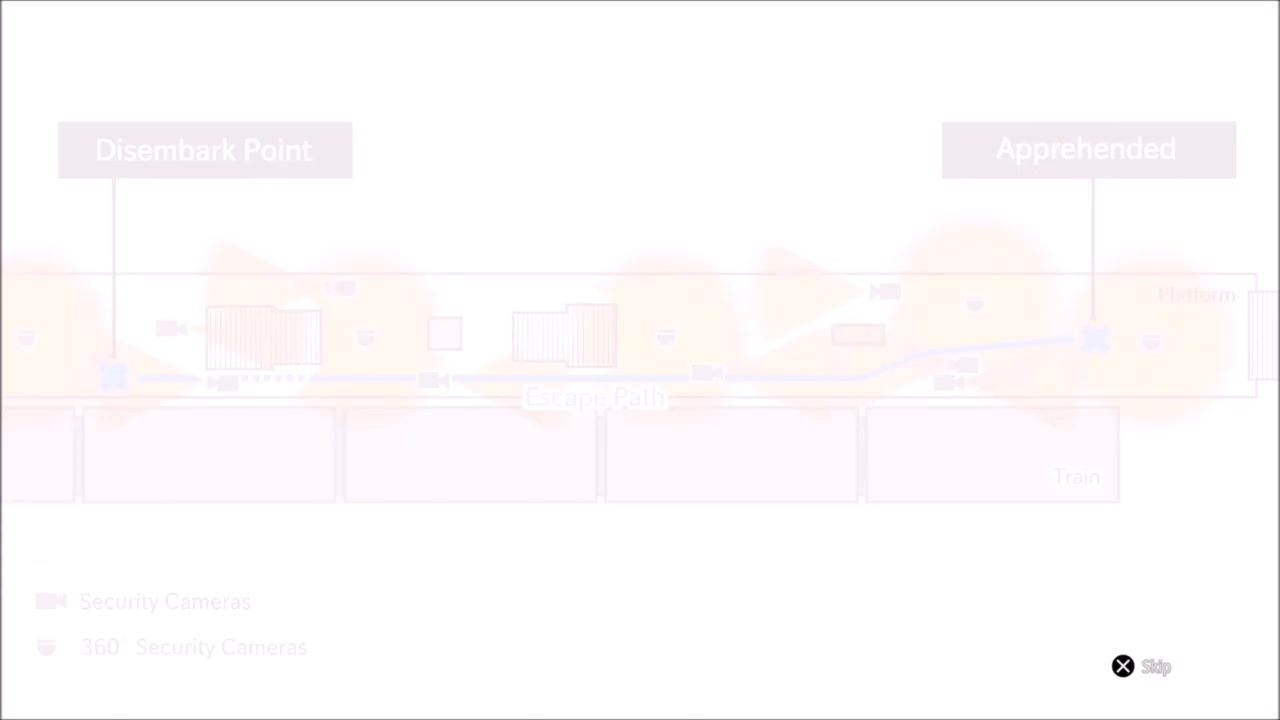 Disembark Point
Apprehended
Platform
Escape Path
Train
Security Cameras
360° Security Cameras
Skip